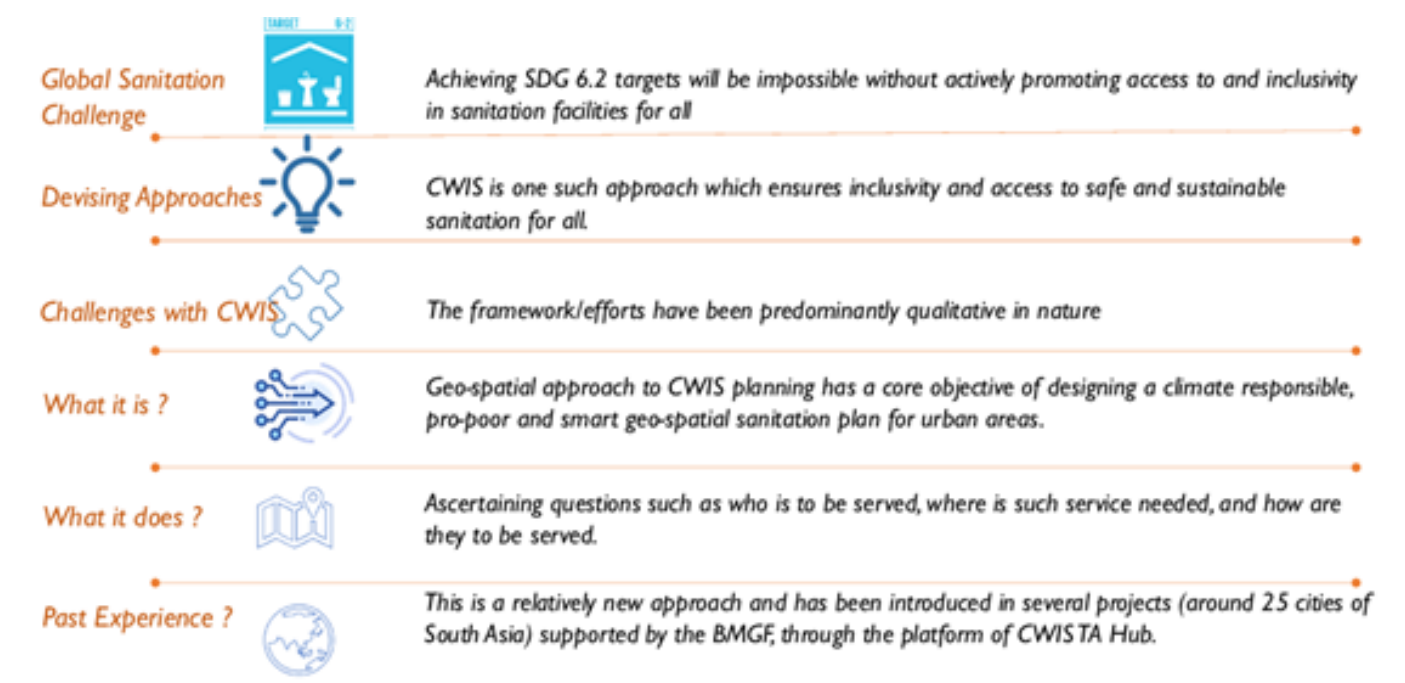 TARGET 6-2
Global Sanitation
Challenge
Achieving SDG 6.2 targets will be impossible without actively promoting access to and inclusivity
in sanitation facilities for all
Devising Approaches
CWIS is one such approach which ensures inclusivity and access to safe and sustainable
sanitation for all.
Challenges with CWIS
The framework/efforts have been predominantly qualitative in nature
What it is ?
Geo-spatial approach to CWIS planning has a core objective of designing a climate responsible,
pro-poor and smart geo-spatial sanitation plan for urban areas.
What it does ?
Ascertaining questions such as who is to be served, where is such service needed, and how are
they to be served.
Past Experience ?
This is a relatively new approach and has been introduced in several projects (around 25 cities of
South Asia) supported by the BMGF, through the platform of CWIS TA Hub.